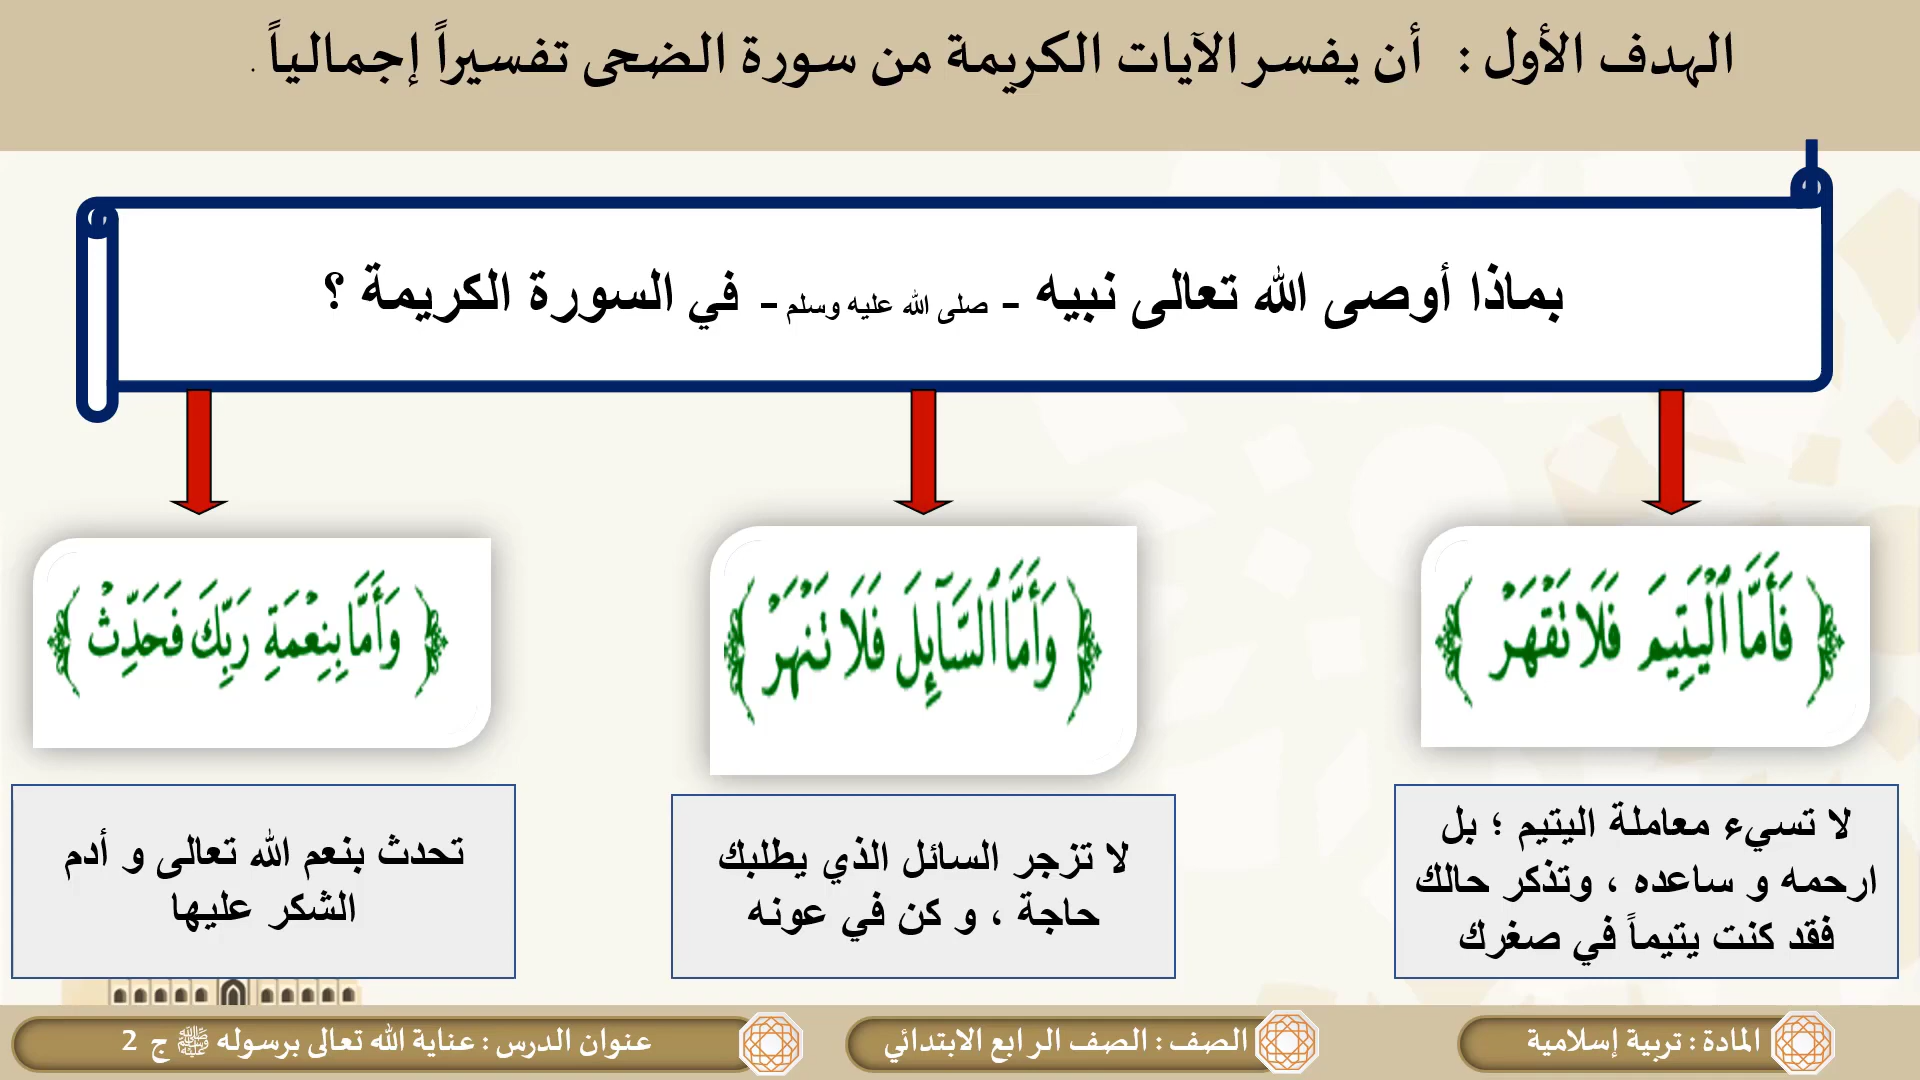 الهدف الأول : أن يفسر الآيات الكريمة من سورة الضحى تفسيراً إجمالياً .
بماذا أوصى الله تعالى نبيه - صلى الله عليه وسلم - في السورة الكريمة ؟
﴿ فَأَمَّا ٱلْيَتِيمَ فَلَا تَقْهَرْ ﴾
﴿ وَأَمَّا ٱلسَّآئِلَ فَلَا تَنْهَرْ ﴾
﴿ وَأَمَّا بِنِعْمَةِ رَبِّكَ فَحَدِّثْ ﴾
لا تسيء معاملة اليتيم ؛ بل
ارحمه و ساعده ، وتذكر حالك
فقد كنت يتيماً في صغرك
لا تزجر السائل الذي يطلبك
حاجة ، و كن في عونه
تحدث بنعم الله تعالى و أدم
الشكر عليها
المادة : تربية إسلامية
الصف : الصف الرابع الابتدائي
عنوان الدرس : عناية الله تعالى برسوله ﷺ ج 2